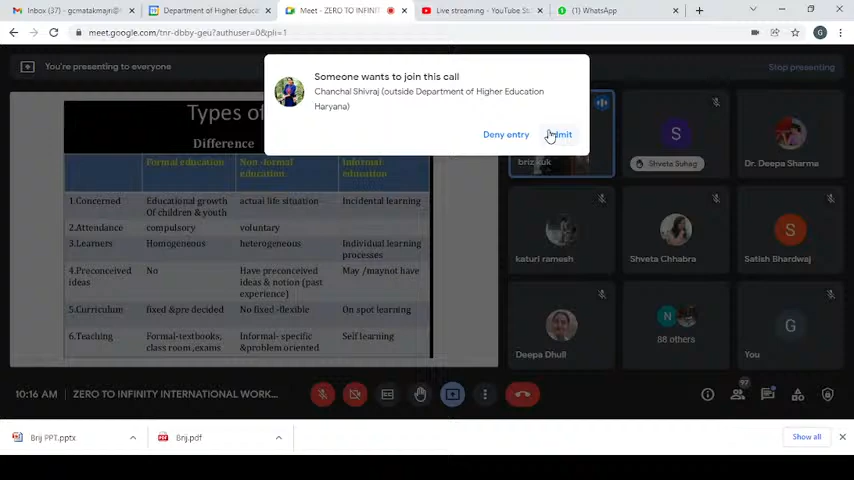 Inbox (37) - gcmatakmajri@
Department of Higher Educa
Meet - ZERO TO INFINIT
Live streaming - YouTube S
(1) WhatsApp
meet.google.com/tnr-dbby-geu?authuser=0&pli=1
G
You're presenting to everyone
Stop presenting
Someone wants to join this call
Chanchal Shivraj (outside Department of Higher Education
Haryana)
Deny entry
Types of
Difference
Formal education
Non -formal
education
Informal
education
1.Concerned
Educational growth
Of children & youth
actual life situation
Incidental learning
2.Attendance
compulsory
voluntary
3.Learners
Homogeneous
heterogeneous
Individual learning
processes
4.Preconceived
ideas
No
Have preconceived
ideas & notion (past
experience)
May /maynot have
5.Curriculum
fixed &pre decided
No fixed -flexible
On spot learning
6.Teaching
Formal-textbooks,
class room ,exams
Informal- specific
&problem oriented
Self learning
briz kuk
S
Shveta Suhag
Dr. Deepa Sharma
katuri ramesh
Shveta Chhabra
S
Satish Bhardwaj
Deepa Dhull
N
88 others
G
You
10:16 AM
ZERO TO INFINITY INTERNATIONAL WORK...
97
Brij PPT.pptx
Brij.pdf
Show all